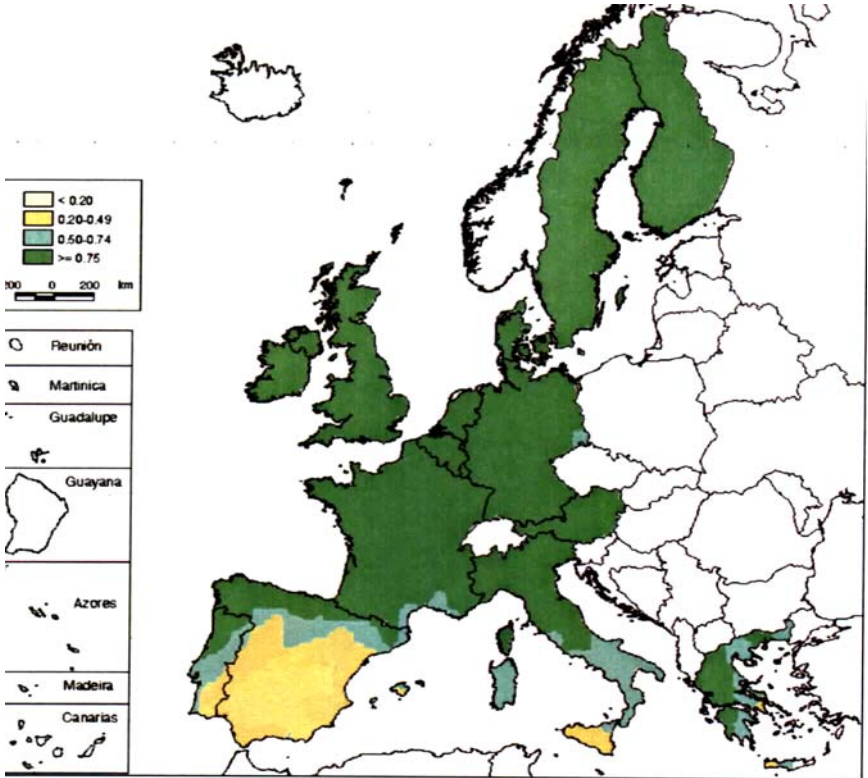 < 0.20
0.20-0.49
0.50-0.74
>= 0.75
200 0 200 km
Reunión
Martinica
Guadalupe
Guayana
Azores
Madeira
Canarias